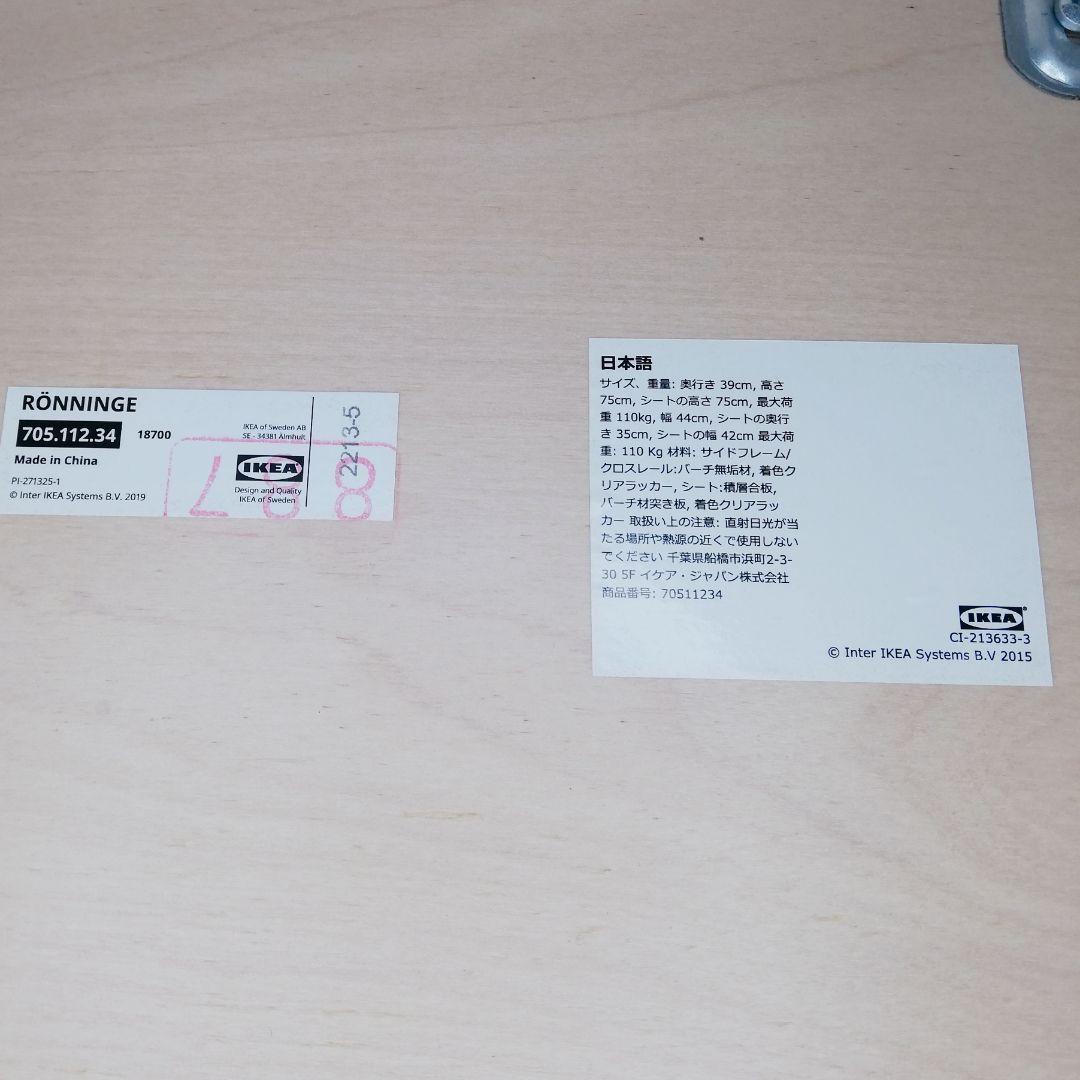 RÖNNINGE
705.112.34 18700
Made in China
PI-271325-1
© Inter IKEA Systems B.V. 2019
IKEA of Sweden AB
SE - 34381 Älmhult
IKEA
Design and Quality
IKEA of Sweden
2213-5
887
日本語
サイズ、重量: 奥行き 39cm, 高さ
75cm, シートの高さ 75cm, 最大荷
重 110kg, 幅 44cm, シートの奥行
き 35cm, シートの幅 42cm 最大荷
重: 110 Kg 材料: サイドフレーム/
クロスレール:バーチ無垢材, 着色ク
リアラッカー, シート:積層合板,
バーチ材突き板, 着色クリアラッ
カー 取扱い上の注意: 直射日光が当
たる場所や熱源の近くで使用しない
でください 千葉県船橋市浜町2-3-
30 5F イケア・ジャパン株式会社
商品番号: 70511234
IKEA®
CI-213633-3
© Inter IKEA Systems B.V 2015